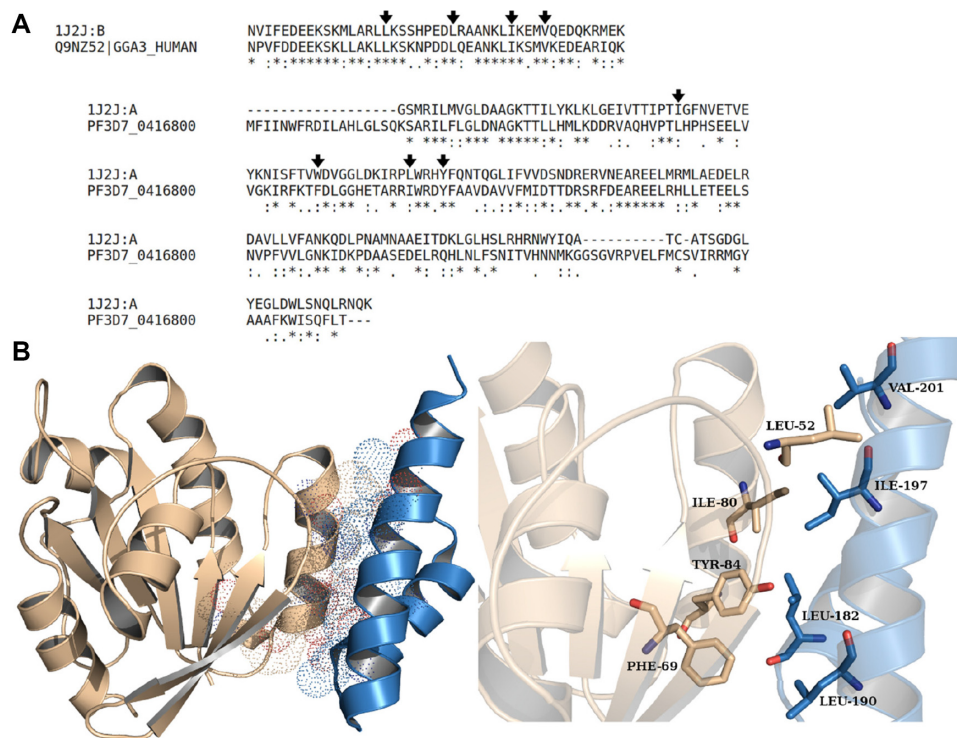 A
1J2J:B NVIFEDEEKSKMLARLLKSSHPEDLRAANKLIKEMVQEDQKRMEK
Q9NZ52|GGA3_HUMAN NPVFDDEEKSKLLAKLLKSKNPDDLQEANKLIKSMVKEDEARIQK
* :*:******:**:****.:*:**: ******.**:**: *::*
1J2J:A -----------------GSMRILMVGLDAAGKTTILYKLKLGEIVTTIPTIGFNVETVE
PF3D7_0416800 MFIINWFRDILAHLGLSQKSARILFLGLDNAGKTTLLHMLKDDRVAQHVPTLHPHSEELV
* ***::*** *****:*: ** ..:. :**: : * :
1J2J:A YKNISFTVWDVGGLDKIRPLWRHYFQNTQGLIFVVDSNDRERVNEAREELMRMLAEDELR
PF3D7_0416800 VGKIRFKTFDLGGHETARRIWRDYFAAVDAVVFMIDTTDRSRFDEAREELRHLLETEELS
:* *..:*:** :. * :**.** .:.::*::*:.**.*.:****** ::* :**
1J2J:A DAVLLVFANKQDLPNAMNAAEITDKLGLHSLRHRNWYIQA----------TC-ATSGDGL
PF3D7_0416800 NVPFVVLGNKIDKPDAASEDELRQHLNLFSNITVHNNMKGGSGVRPVELFMCSVIRRMGY
:. ::*:.** * *:* . *: ::*.*.* : ::. * . *
1J2J:A YEGLDWLSNQLRNQK
PF3D7_0416800 AAAFKWISQFLT---
.:.*:*: *
B
VAL-201
LEU-52
ILE-197
ILE-80
TYR-84
LEU-182
PHE-69
LEU-190